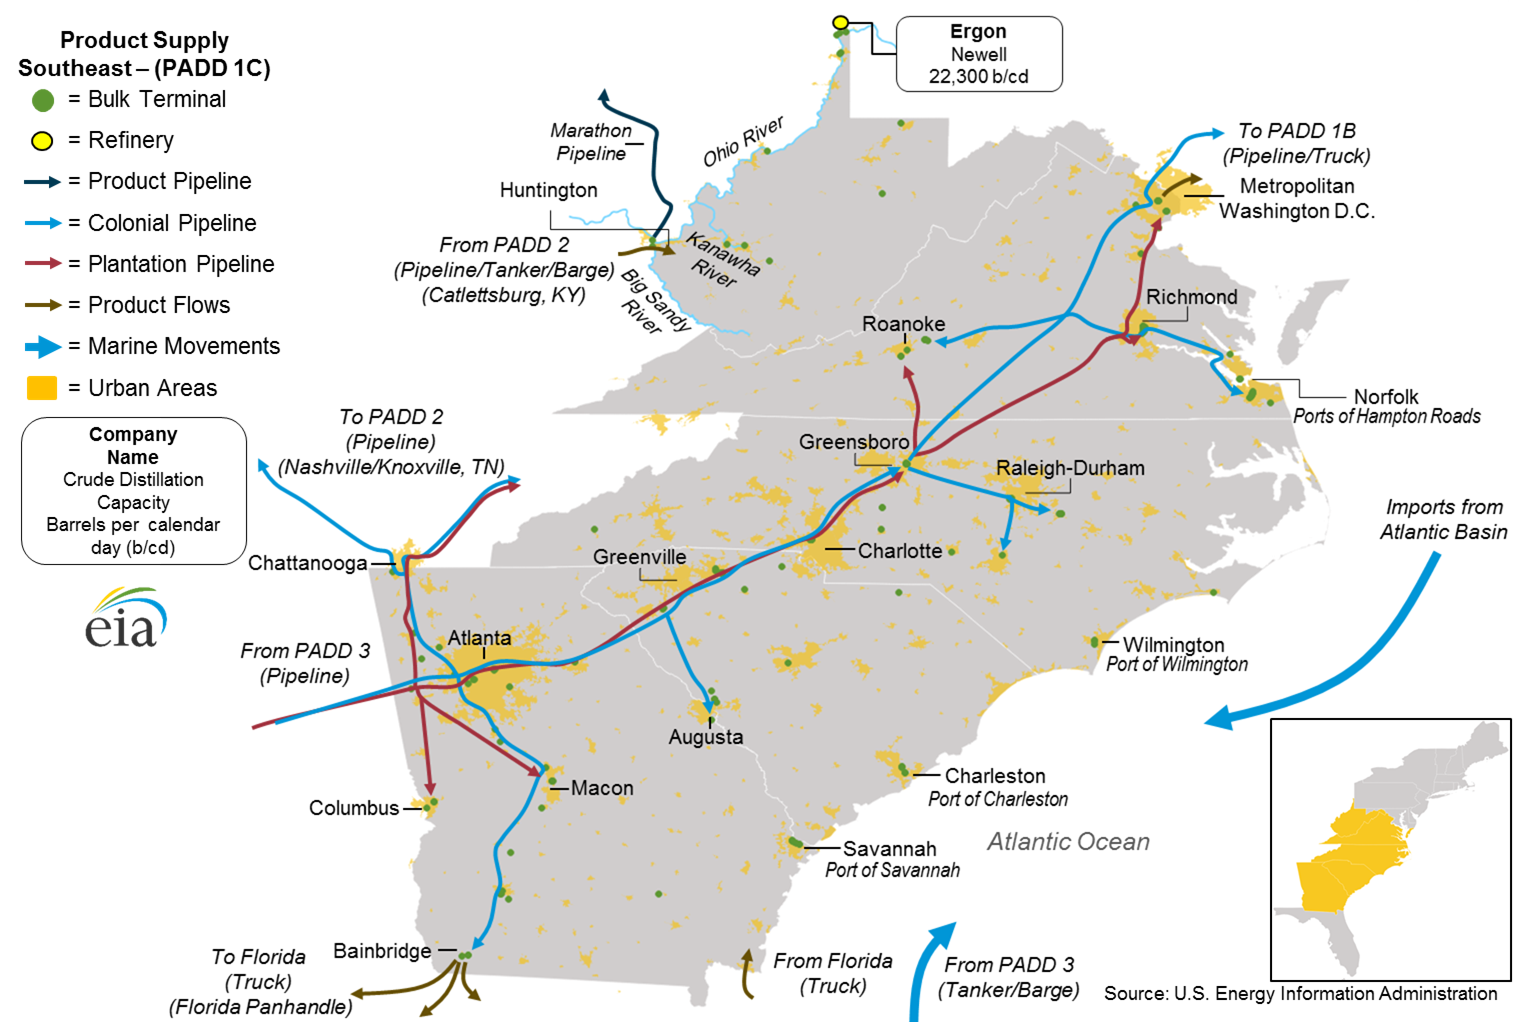 Product Supply
Southeast – (PADD 1C)
= Bulk Terminal
= Refinery
= Product Pipeline
= Colonial Pipeline
= Plantation Pipeline
= Product Flows
= Marine Movements
= Urban Areas
Company
Name
Crude Distillation
Capacity
Barrels per calendar
day (b/cd)
eia
Ergon
Newell
22,300 b/cd
Marathon
Pipeline
Ohio River
Huntington
From PADD 2
(Pipeline/Tanker/Barge)
(Catlettsburg, KY)
Kanawha
River
Big Sandy
River
To PADD 1B
(Pipeline/Truck)
Metropolitan
Washington D.C.
Richmond
Roanoke
Norfolk
Ports of Hampton Roads
To PADD 2
(Pipeline)
(Nashville/Knoxville, TN)
Greensboro
Raleigh-Durham
Imports from
Atlantic Basin
Chattanooga
Greenville
Charlotte
From PADD 3
(Pipeline)
Atlanta
Wilmington
Port of Wilmington
Augusta
Columbus
Macon
Charleston
Port of Charleston
Savannah
Port of Savannah
Atlantic Ocean
Bainbridge
To Florida
(Truck)
(Florida Panhandle)
From Florida
(Truck)
From PADD 3
(Tanker/Barge)
Source: U.S. Energy Information Administration